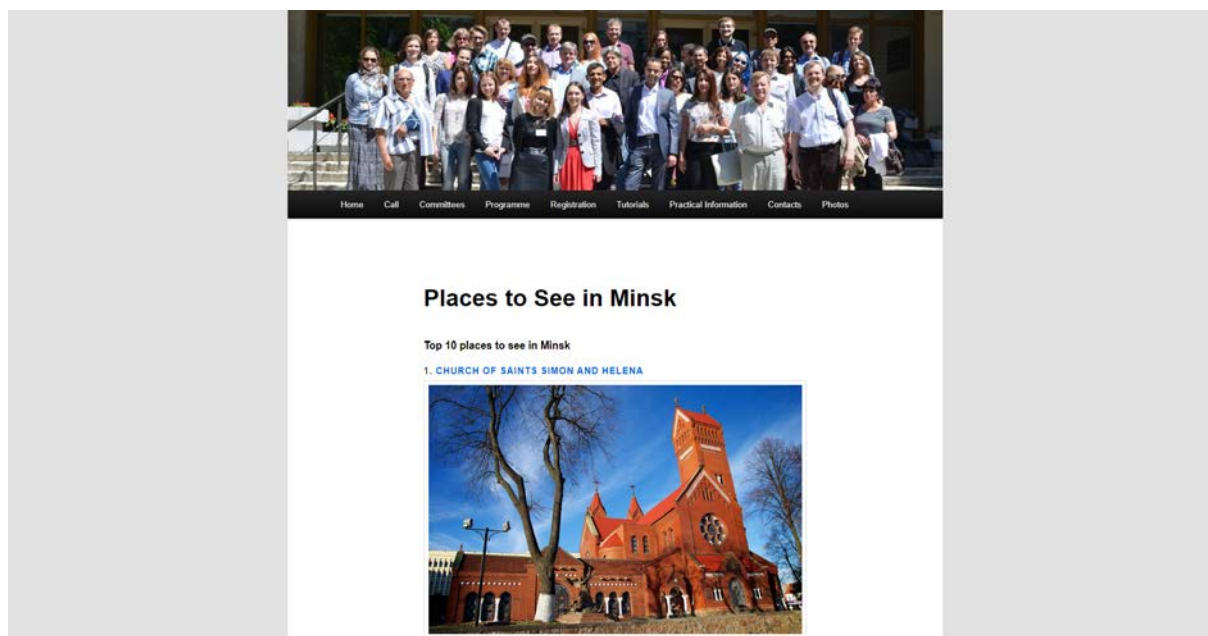 Home Call Committees Programme Registration Tutorials Practical Information Contacts Photos
Places to See in Minsk
Top 10 places to see in Minsk
1. CHURCH OF SAINTS SIMON AND HELENA